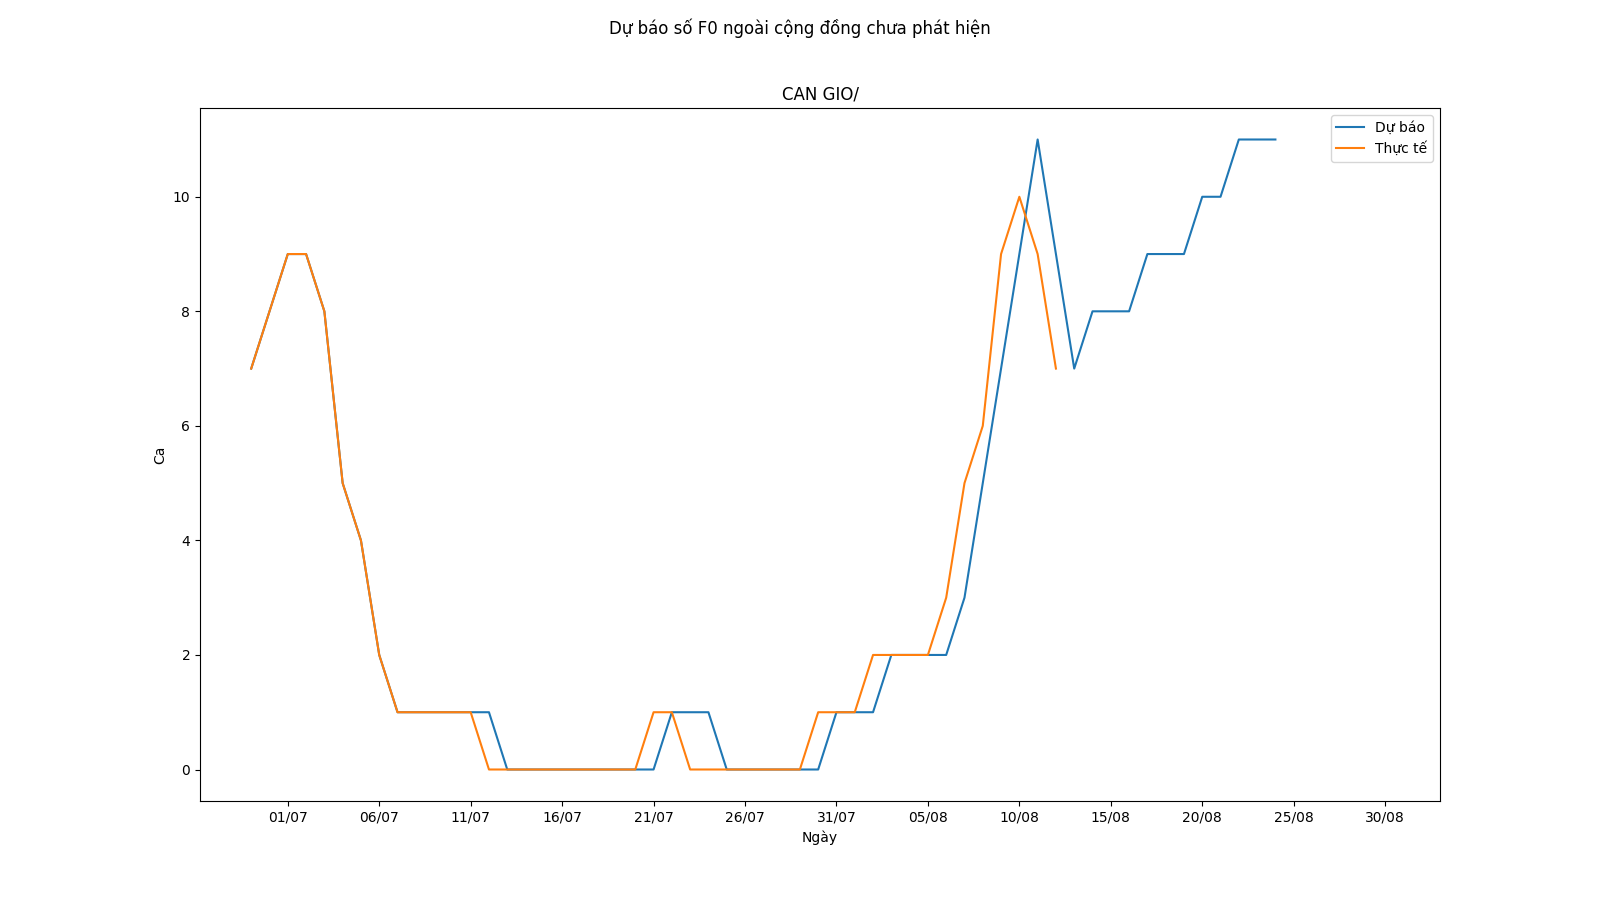 Dự báo số F0 ngoài cộng đồng chưa phát hiện
CAN GIO/
Dự báo
Thực tế
10
8
6
4
2
0
Ca
01/07 06/07 11/07 16/07 21/07 26/07 31/07 05/08 10/08 15/08 20/08 25/08 30/08
Ngày